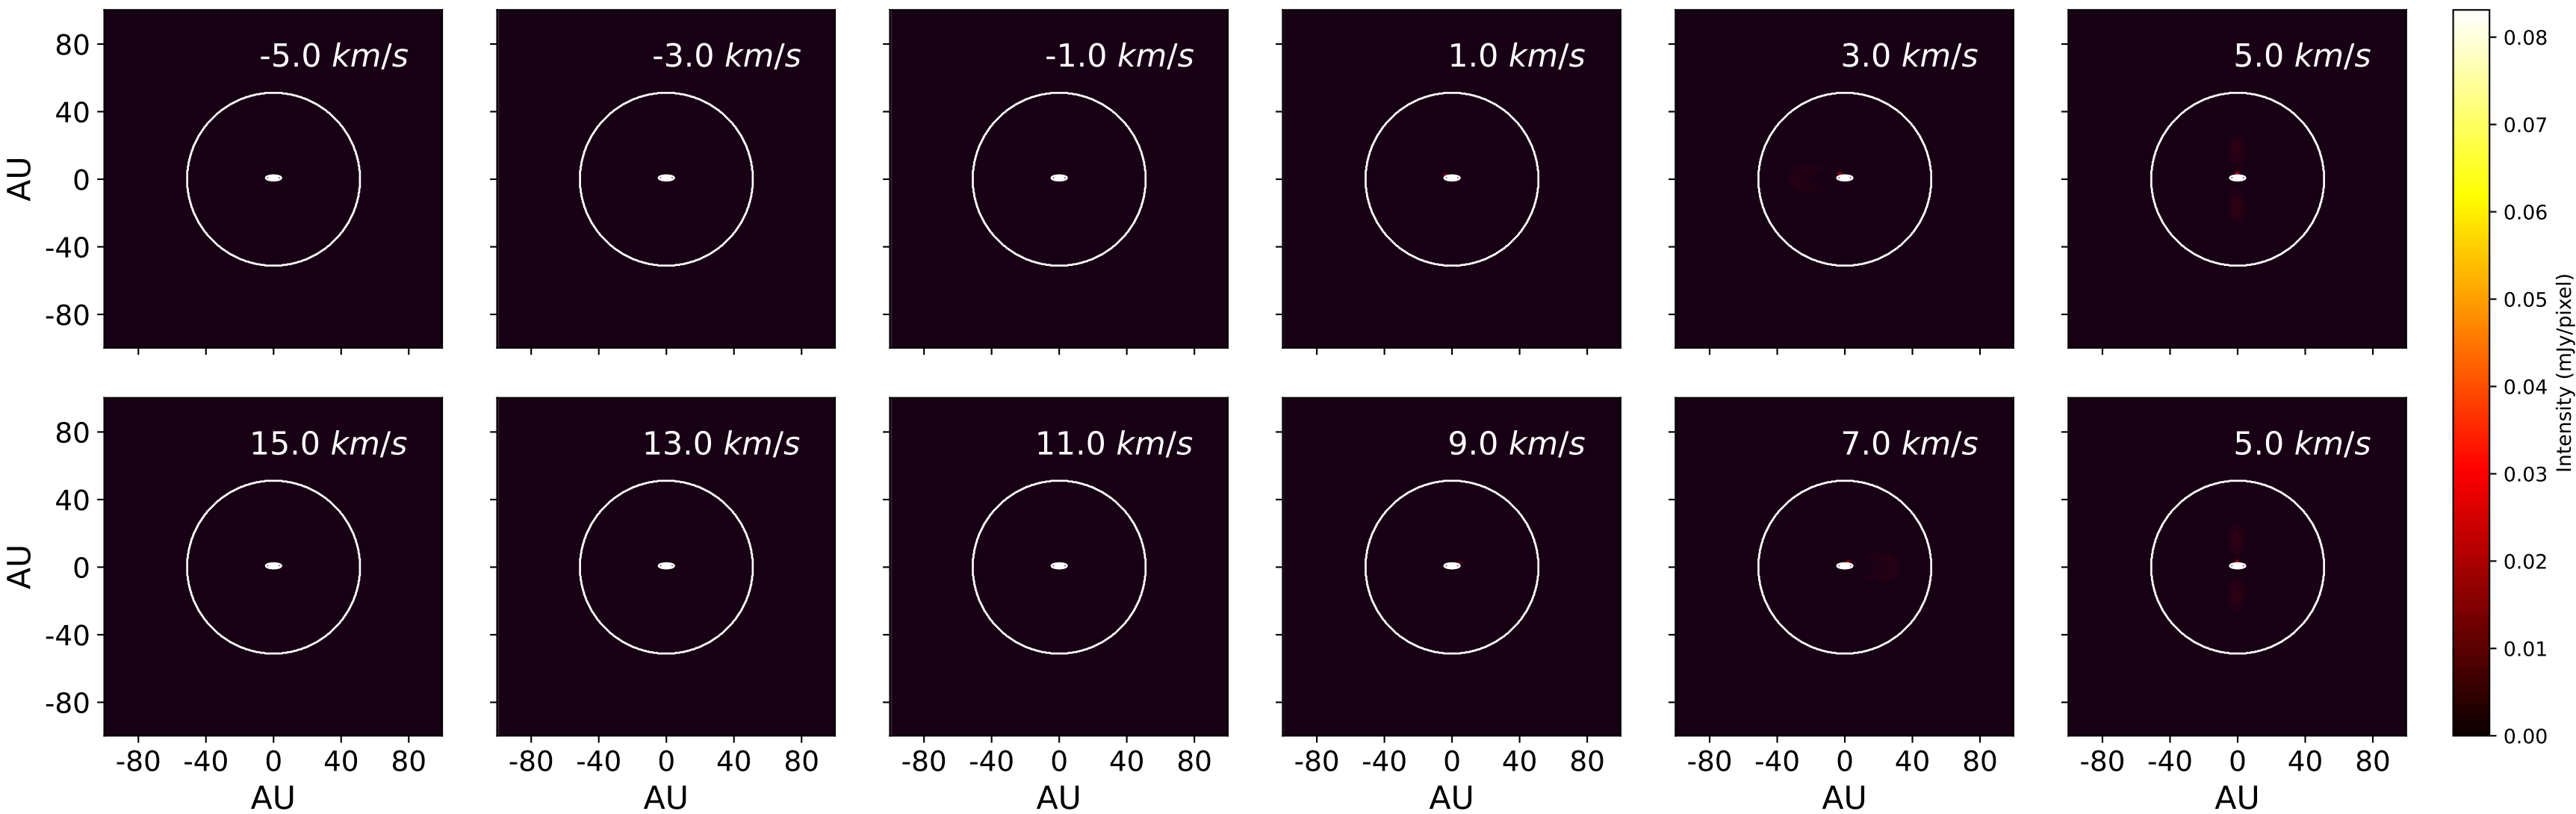 -5.0 km/s
-3.0 km/s
-1.0 km/s
1.0 km/s
3.0 km/s
5.0 km/s
80
40
0
-40
-80
AU
15.0 km/s
13.0 km/s
11.0 km/s
9.0 km/s
7.0 km/s
5.0 km/s
80
40
0
-40
-80
AU
-80 -40 0 40 80
-80 -40 0 40 80
-80 -40 0 40 80
-80 -40 0 40 80
-80 -40 0 40 80
-80 -40 0 40 80
AU
AU
AU
AU
AU
AU
0.08
0.07
0.06
0.05
0.04
0.03
0.02
0.01
0.00
Intensity (mJy/pixel)